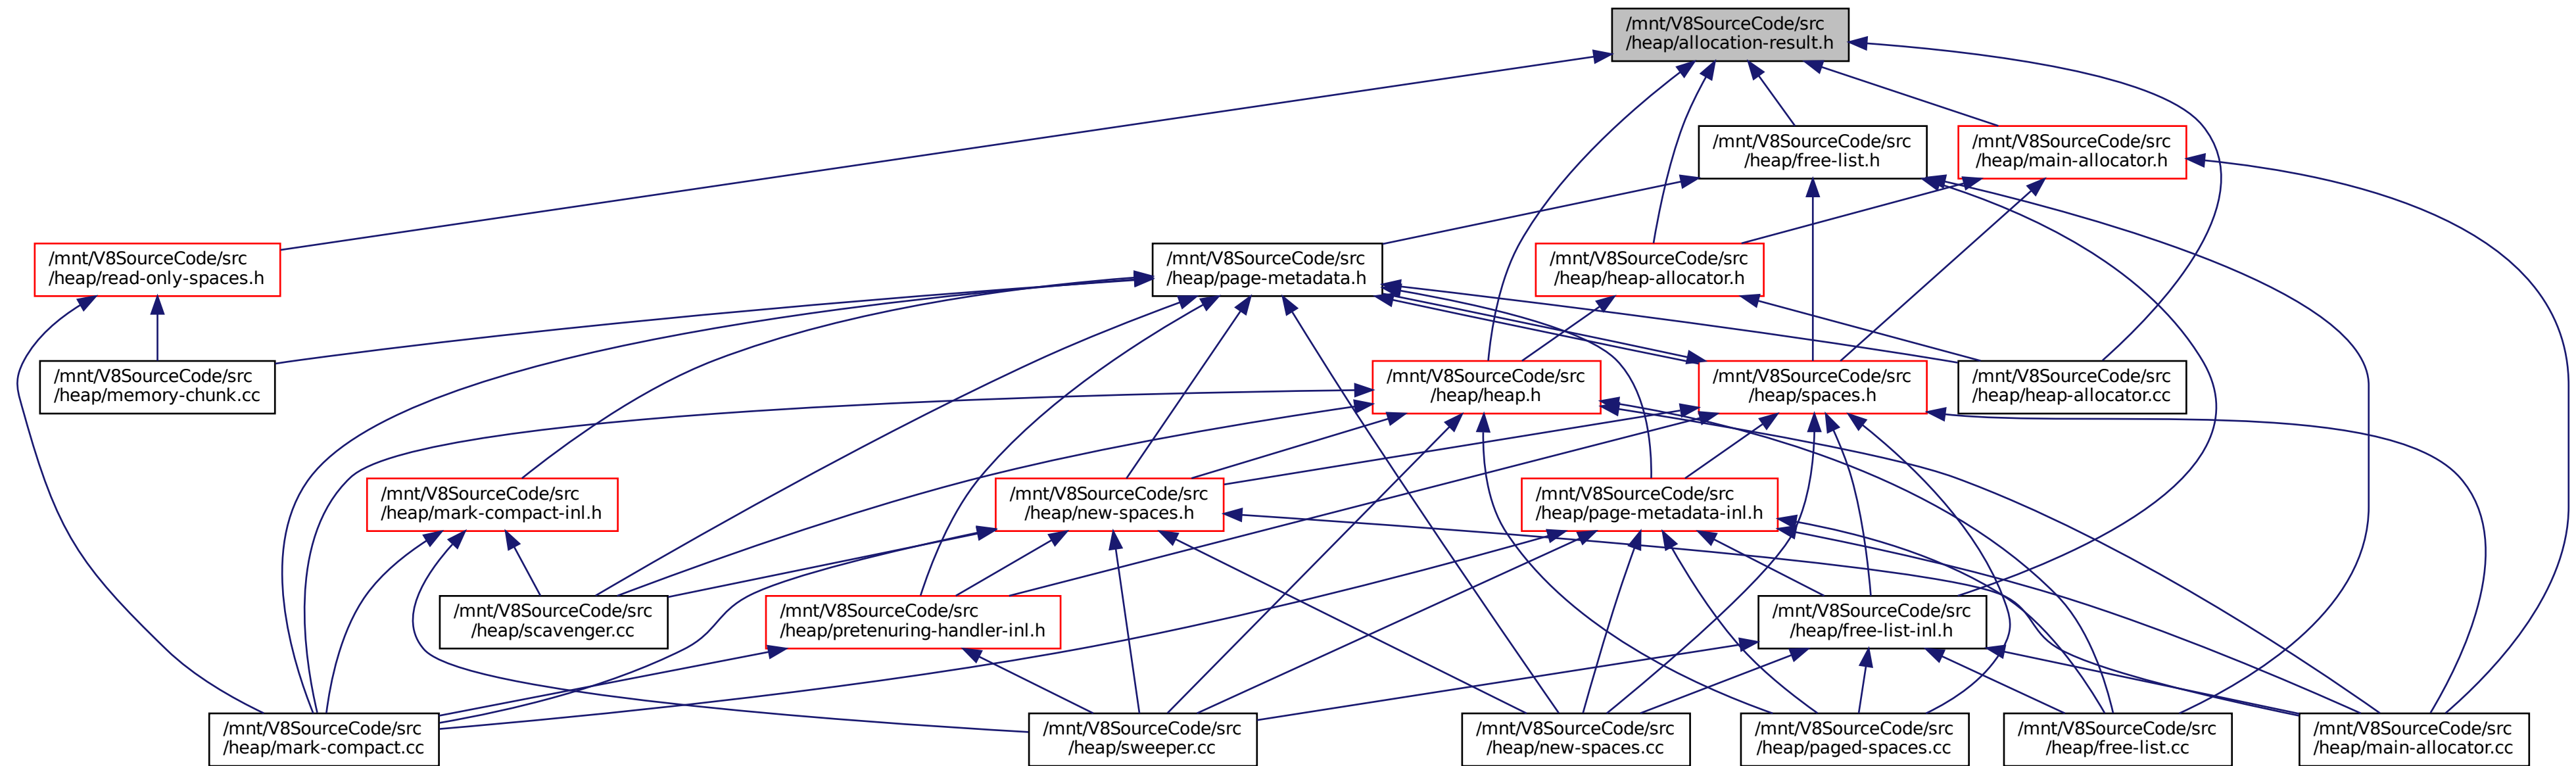 /mnt/V8SourceCode/src
/heap/allocation-result.h
/mnt/V8SourceCode/src
/heap/free-list.h
/mnt/V8SourceCode/src
/heap/main-allocator.h
/mnt/V8SourceCode/src
/heap/read-only-spaces.h
/mnt/V8SourceCode/src
/heap/page-metadata.h
/mnt/V8SourceCode/src
/heap/heap-allocator.h
/mnt/V8SourceCode/src
/heap/memory-chunk.cc
/mnt/V8SourceCode/src
/heap/heap.h
/mnt/V8SourceCode/src
/heap/spaces.h
/mnt/V8SourceCode/src
/heap/heap-allocator.cc
/mnt/V8SourceCode/src
/heap/mark-compact-inl.h
/mnt/V8SourceCode/src
/heap/new-spaces.h
/mnt/V8SourceCode/src
/heap/page-metadata-inl.h
/mnt/V8SourceCode/src
/heap/scavenger.cc
/mnt/V8SourceCode/src
/heap/pretenuring-handler-inl.h
/mnt/V8SourceCode/src
/heap/free-list-inl.h
/mnt/V8SourceCode/src
/heap/mark-compact.cc
/mnt/V8SourceCode/src
/heap/sweeper.cc
/mnt/V8SourceCode/src
/heap/new-spaces.cc
/mnt/V8SourceCode/src
/heap/paged-spaces.cc
/mnt/V8SourceCode/src
/heap/free-list.cc
/mnt/V8SourceCode/src
/heap/main-allocator.cc